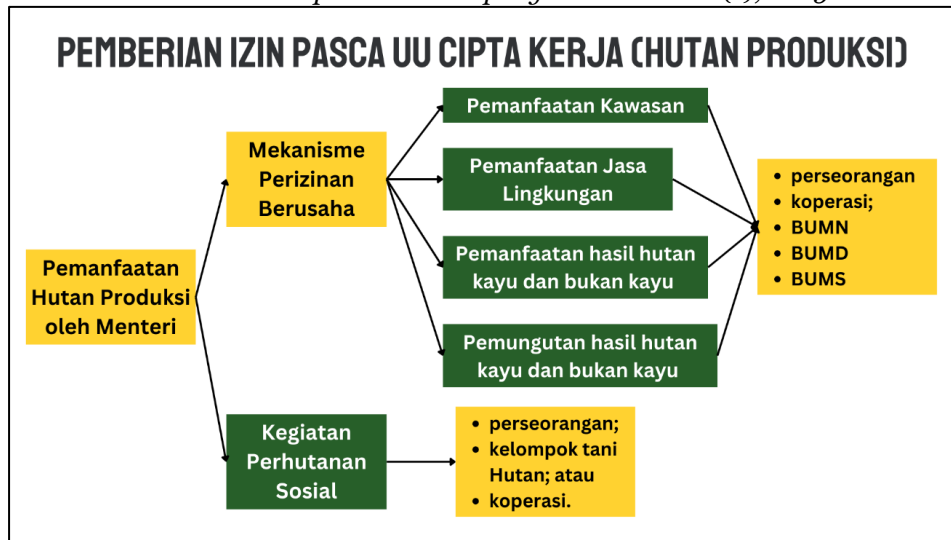 PEMBERIAN IZIN PASCA UU CIPTA KERJA (HUTAN PRODUKSI)
Pemanfaatan
Hutan Produksi
oleh Menteri
Mekanisme
Perizinan
Berusaha
Pemanfaatan Kawasan
Pemanfaatan Jasa
Lingkungan
Pemanfaatan hasil hutan
kayu dan bukan kayu
Pemungutan hasil hutan
kayu dan bukan kayu
• perseorangan
• koperasi;
• BUMN
• BUMD
• BUMS
Kegiatan
Perhutanan
Sosial
• perseorangan;
• kelompok tani
Hutan; atau
• koperasi.